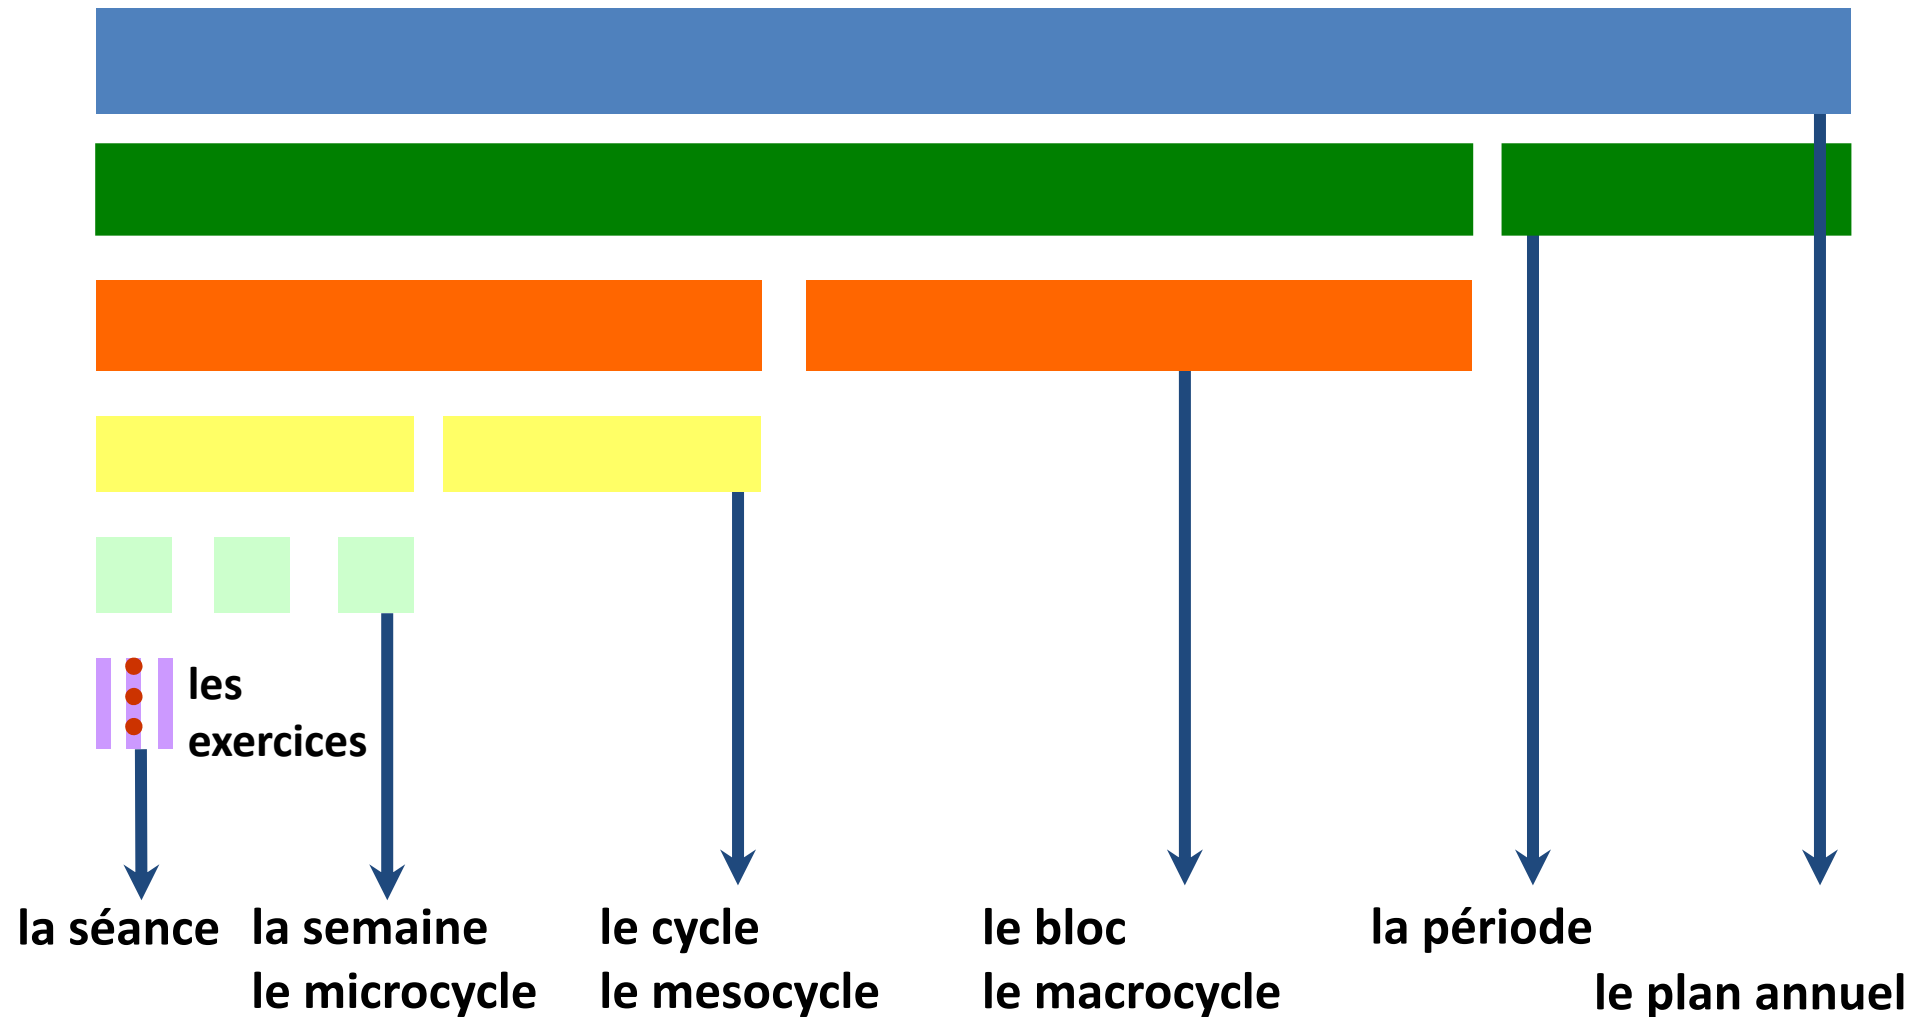 les
exercices
la séance
la semaine
le microcycle
le cycle
le mesocycle
le bloc
le macrocycle
la période
le plan annuel